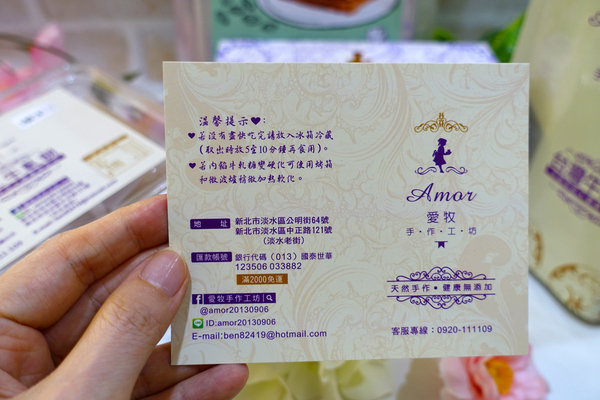 溫馨提示♥:
♥若沒有盡快吃完請放入冰箱冷藏
(取出時放5至10分鐘再食用)。
♥若內餡牛軋糖變硬化可使用烤箱
和微波爐稍微加熱軟化。
地 址 新北市淡水區公明街64號
新北市淡水區中正路121號
(淡水老街)
匯款帳號 銀行代碼(013)國泰世華
123506 033882
滿2000免運
愛牧手作工坊
@amor20130906
ID:amor20130906
E-mail:ben82419@hotmail.com
Amor
愛牧
手・作・工・坊
天然手作•健康無添加
客服專線:0920-111109